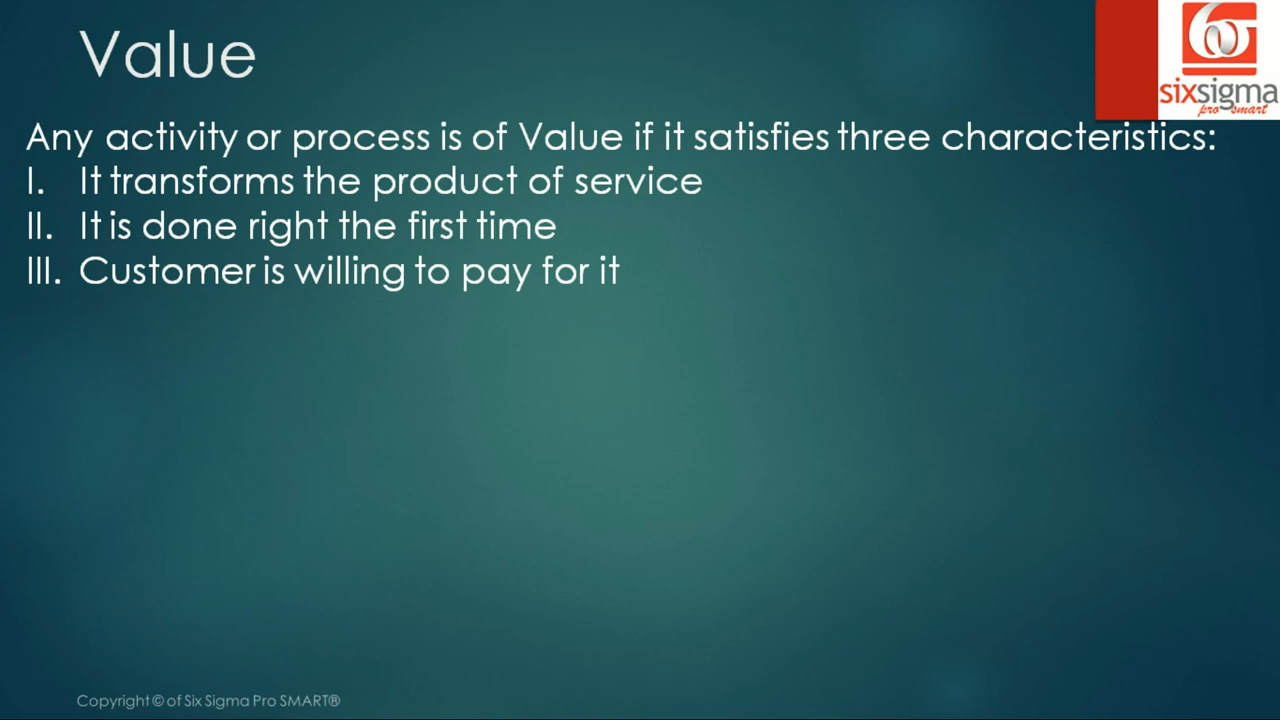 Value
sixsigma
pro smart
Any activity or process is of Value if it satisfies three characteristics:
I. It transforms the product of service
II. It is done right the first time
III. Customer is willing to pay for it
Copyright © of Six Sigma Pro SMART®